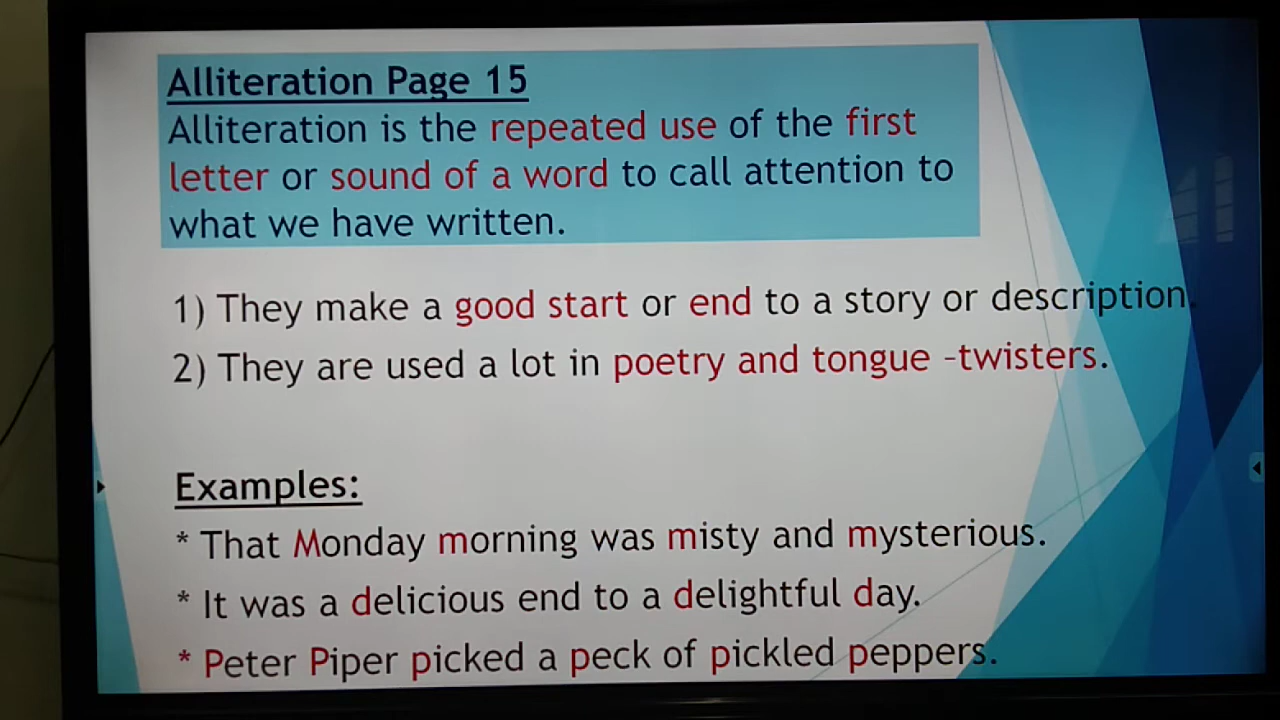 Alliteration Page 15
Alliteration is the repeated use of the first
letter or sound of a word to call attention to
what we have written.
1) They make a good start or end to a story or description.
2) They are used a lot in poetry and tongue -twisters.
Examples:
* That Monday morning was misty and mysterious.
* It was a delicious end to a delightful day.
* Peter Piper picked a peck of pickled peppers.